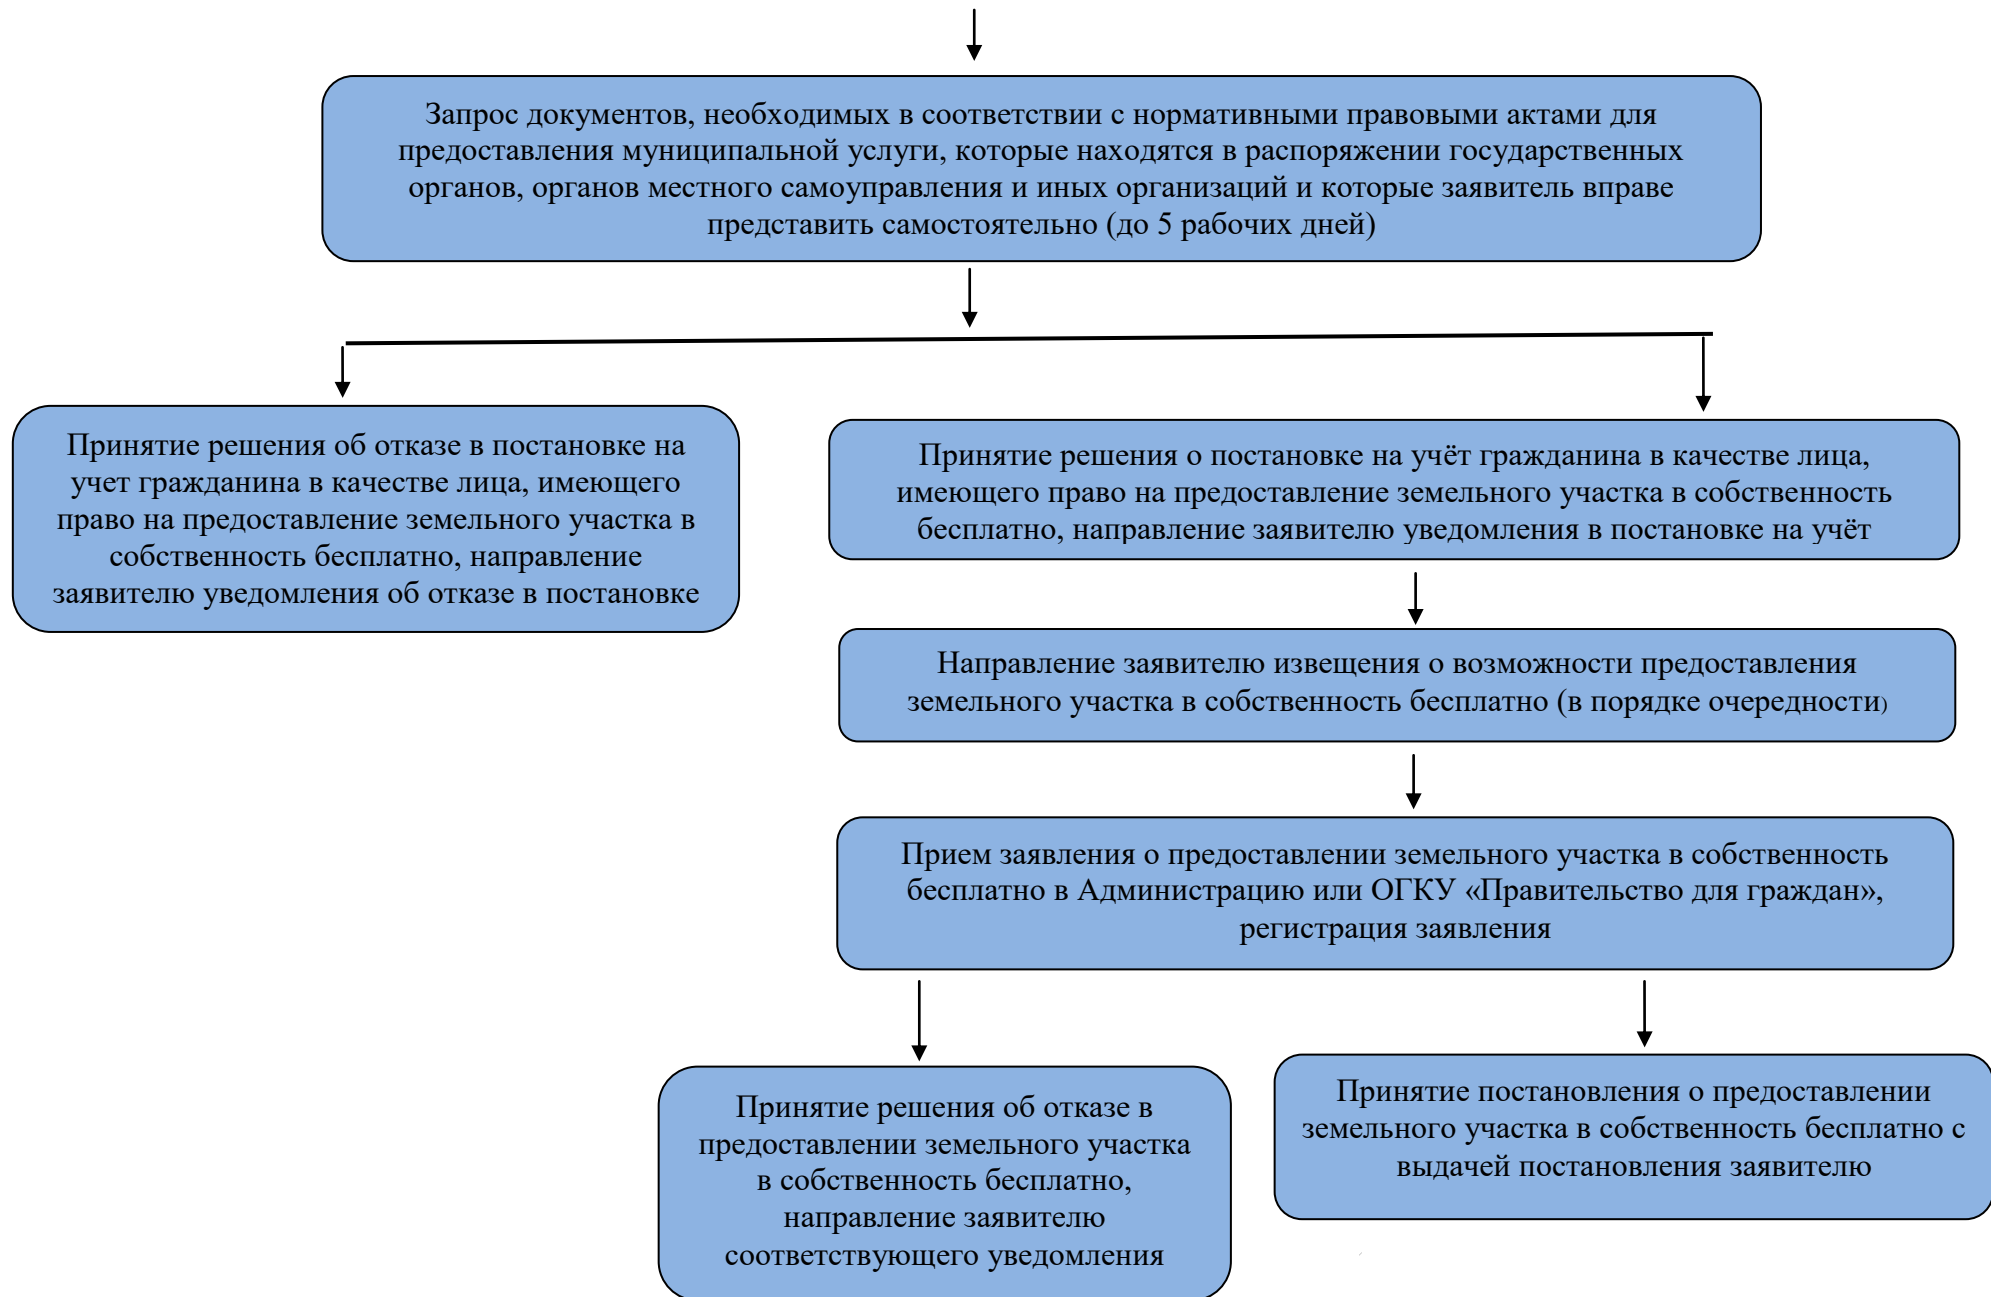 Запрос документов, необходимых в соответствии с нормативными правовыми актами для
предоставления муниципальной услуги, которые находятся в распоряжении государственных
органов, органов местного самоуправления и иных организаций и которые заявитель вправе
представить самостоятельно (до 5 рабочих дней)
Принятие решения об отказе в постановке на
учет гражданина в качестве лица, имеющего
право на предоставление земельного участка в
собственность бесплатно, направление
заявителю уведомления об отказе в постановке
Принятие решения о постановке на учёт гражданина в качестве лица,
имеющего право на предоставление земельного участка в собственность
бесплатно, направление заявителю уведомления в постановке на учёт
Направление заявителю извещения о возможности предоставления
земельного участка в собственность бесплатно (в порядке очередности)
Прием заявления о предоставлении земельного участка в собственность
бесплатно в Администрацию или ОГКУ «Правительство для граждан»,
регистрация заявления
Принятие решения об отказе в
предоставлении земельного участка
в собственность бесплатно,
направление заявителю
соответствующего уведомления
Принятие постановления о предоставлении
земельного участка в собственность бесплатно с
выдачей постановления заявителю